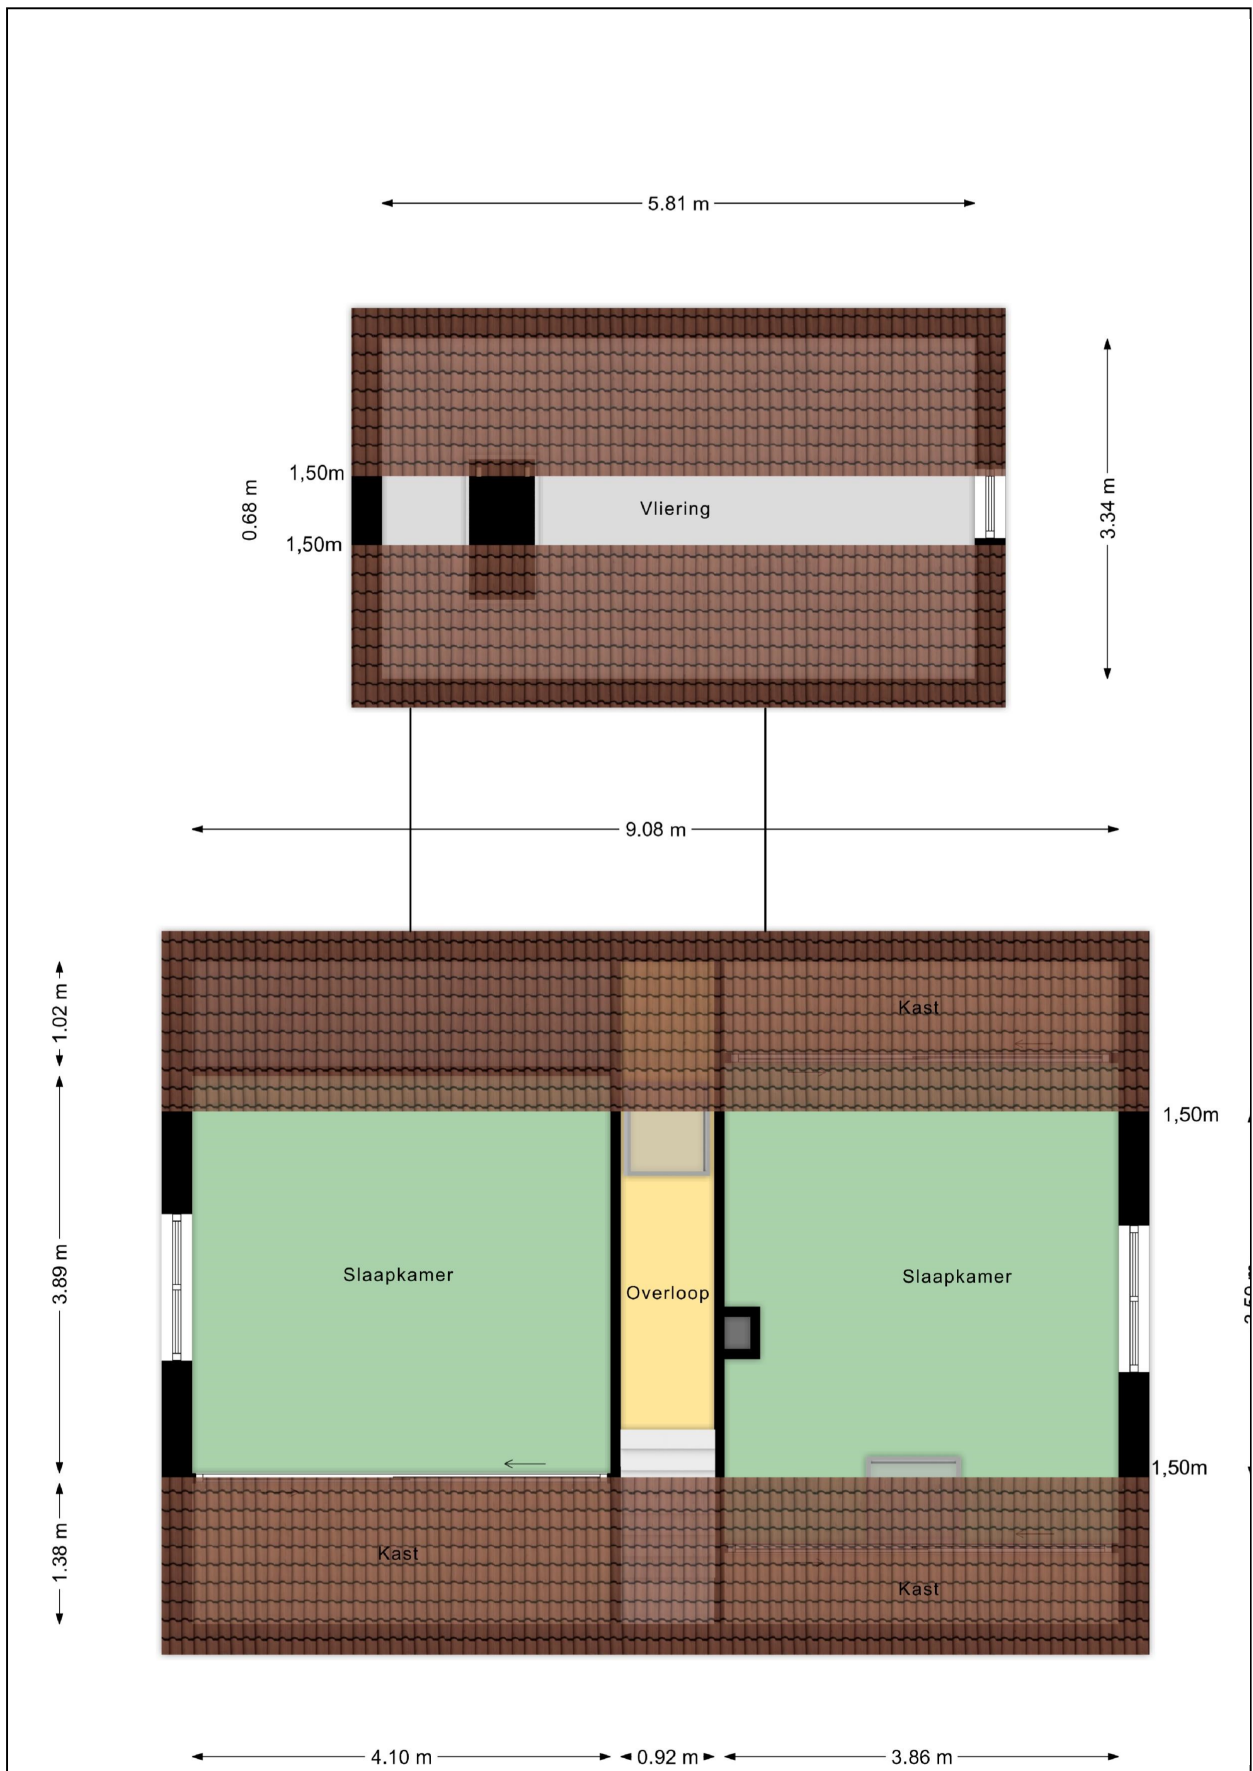 5.81 m
1,50m
0.68 m
Vliering
3.34 m
1,50m
9.08 m
1.02 m
Kast
1,50m
3.89 m
Slaapkamer
Slaapkamer
Overloop
1,50m
1.38 m
Kast
Kast
4.10 m
0.92 m
3.86 m